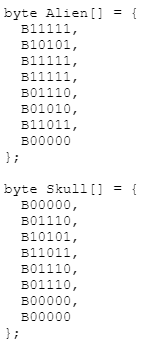 byte Alien[] = {
B11111,
B10101,
B11111,
B11111,
B01110,
B01010,
B11011,
B00000
};
byte Skull[] = {
B00000,
B01110,
B10101,
B11011,
B01110,
B01110,
B00000,
B00000
};